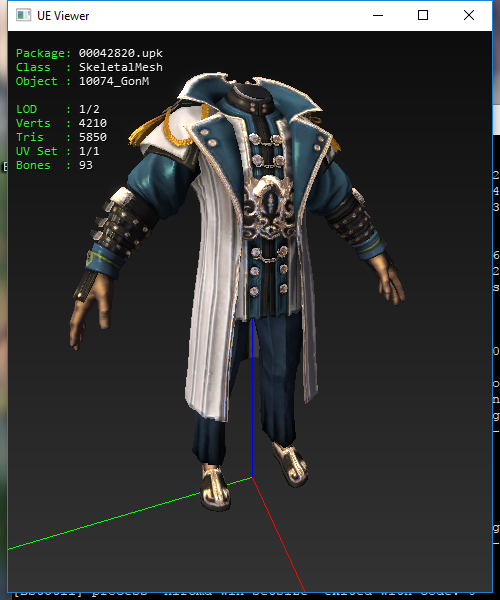 UE Viewer
Package: 00042820.upk
Class  : SkeletalMesh
Object : 10074_GonM
LOD    : 1/2
Verts  : 4210
Tris   : 5850
UV Set : 1/1
Bones  : 93